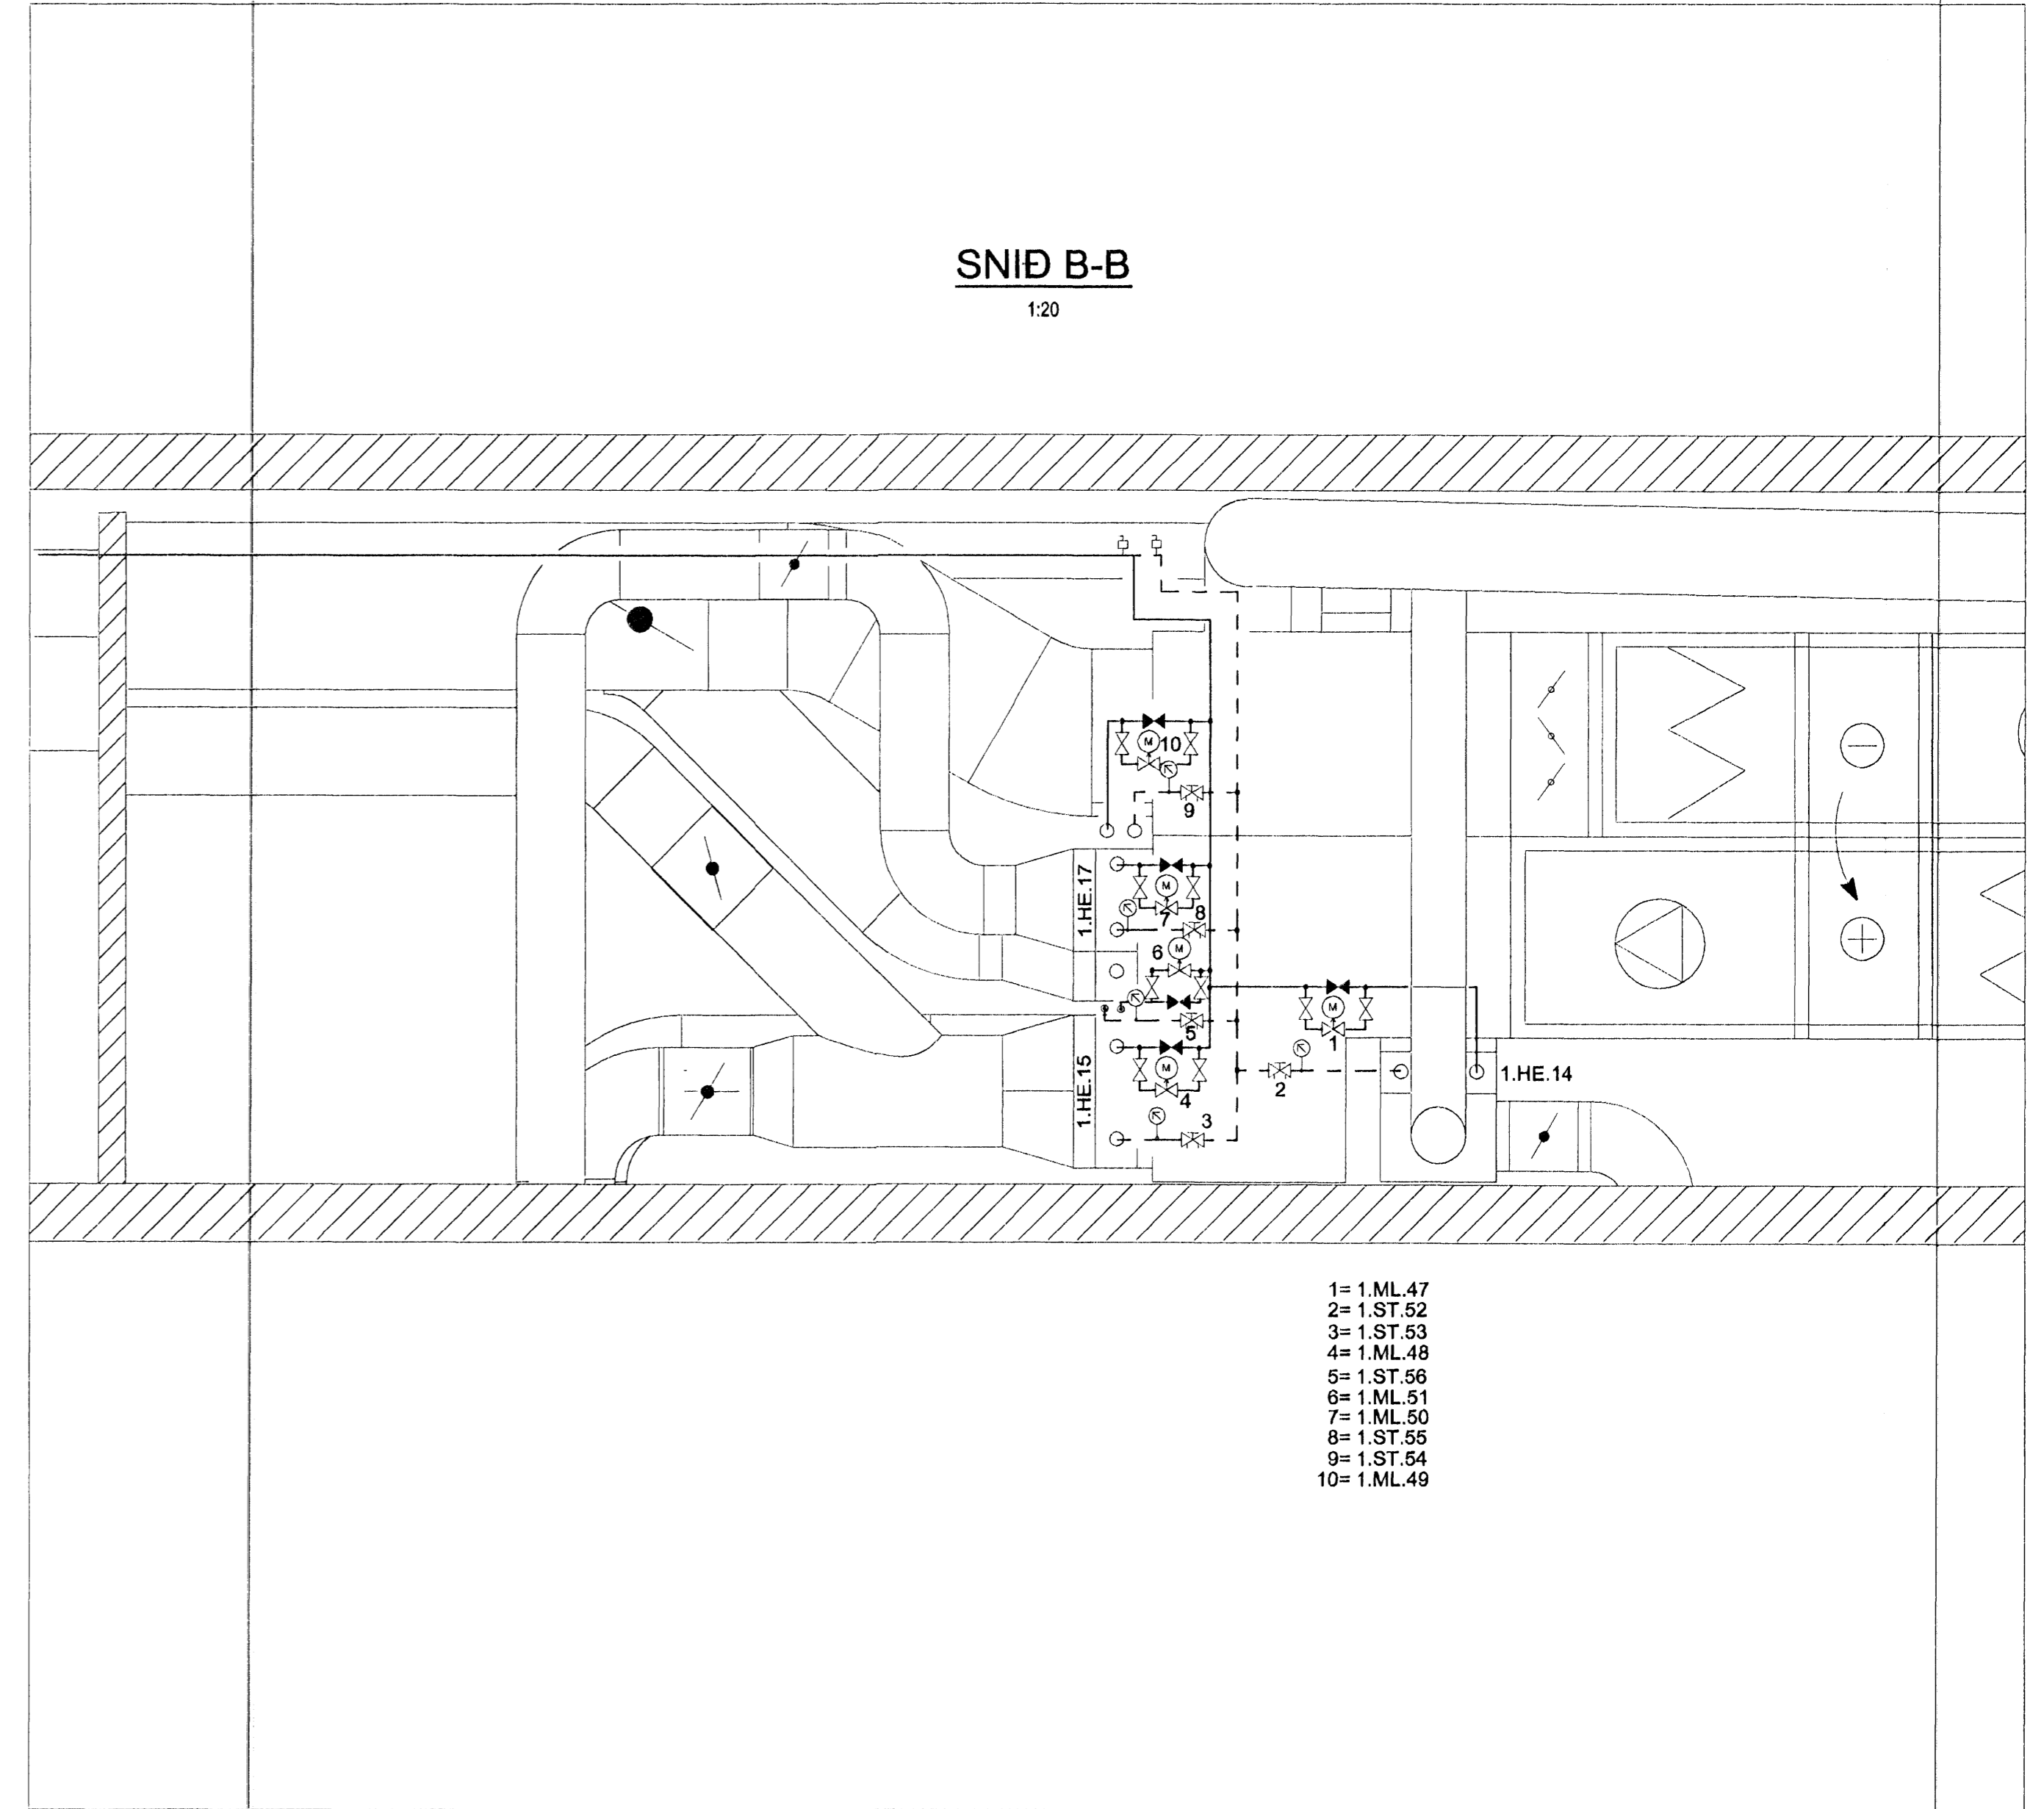 SNIÐ B-B
1:20
M
10
9
1.HE.17
M
7
8
M
6
5
M
1
1.HE.15
M
4
2
1.HE.14
3
1= 1.ML.47
2= 1.ST.52
3= 1.ST.53
4= 1.ML.48
5= 1.ST.56
6= 1.ML.51
7= 1.ML.50
8= 1.ST.55
9= 1.ST.54
10= 1.ML.49